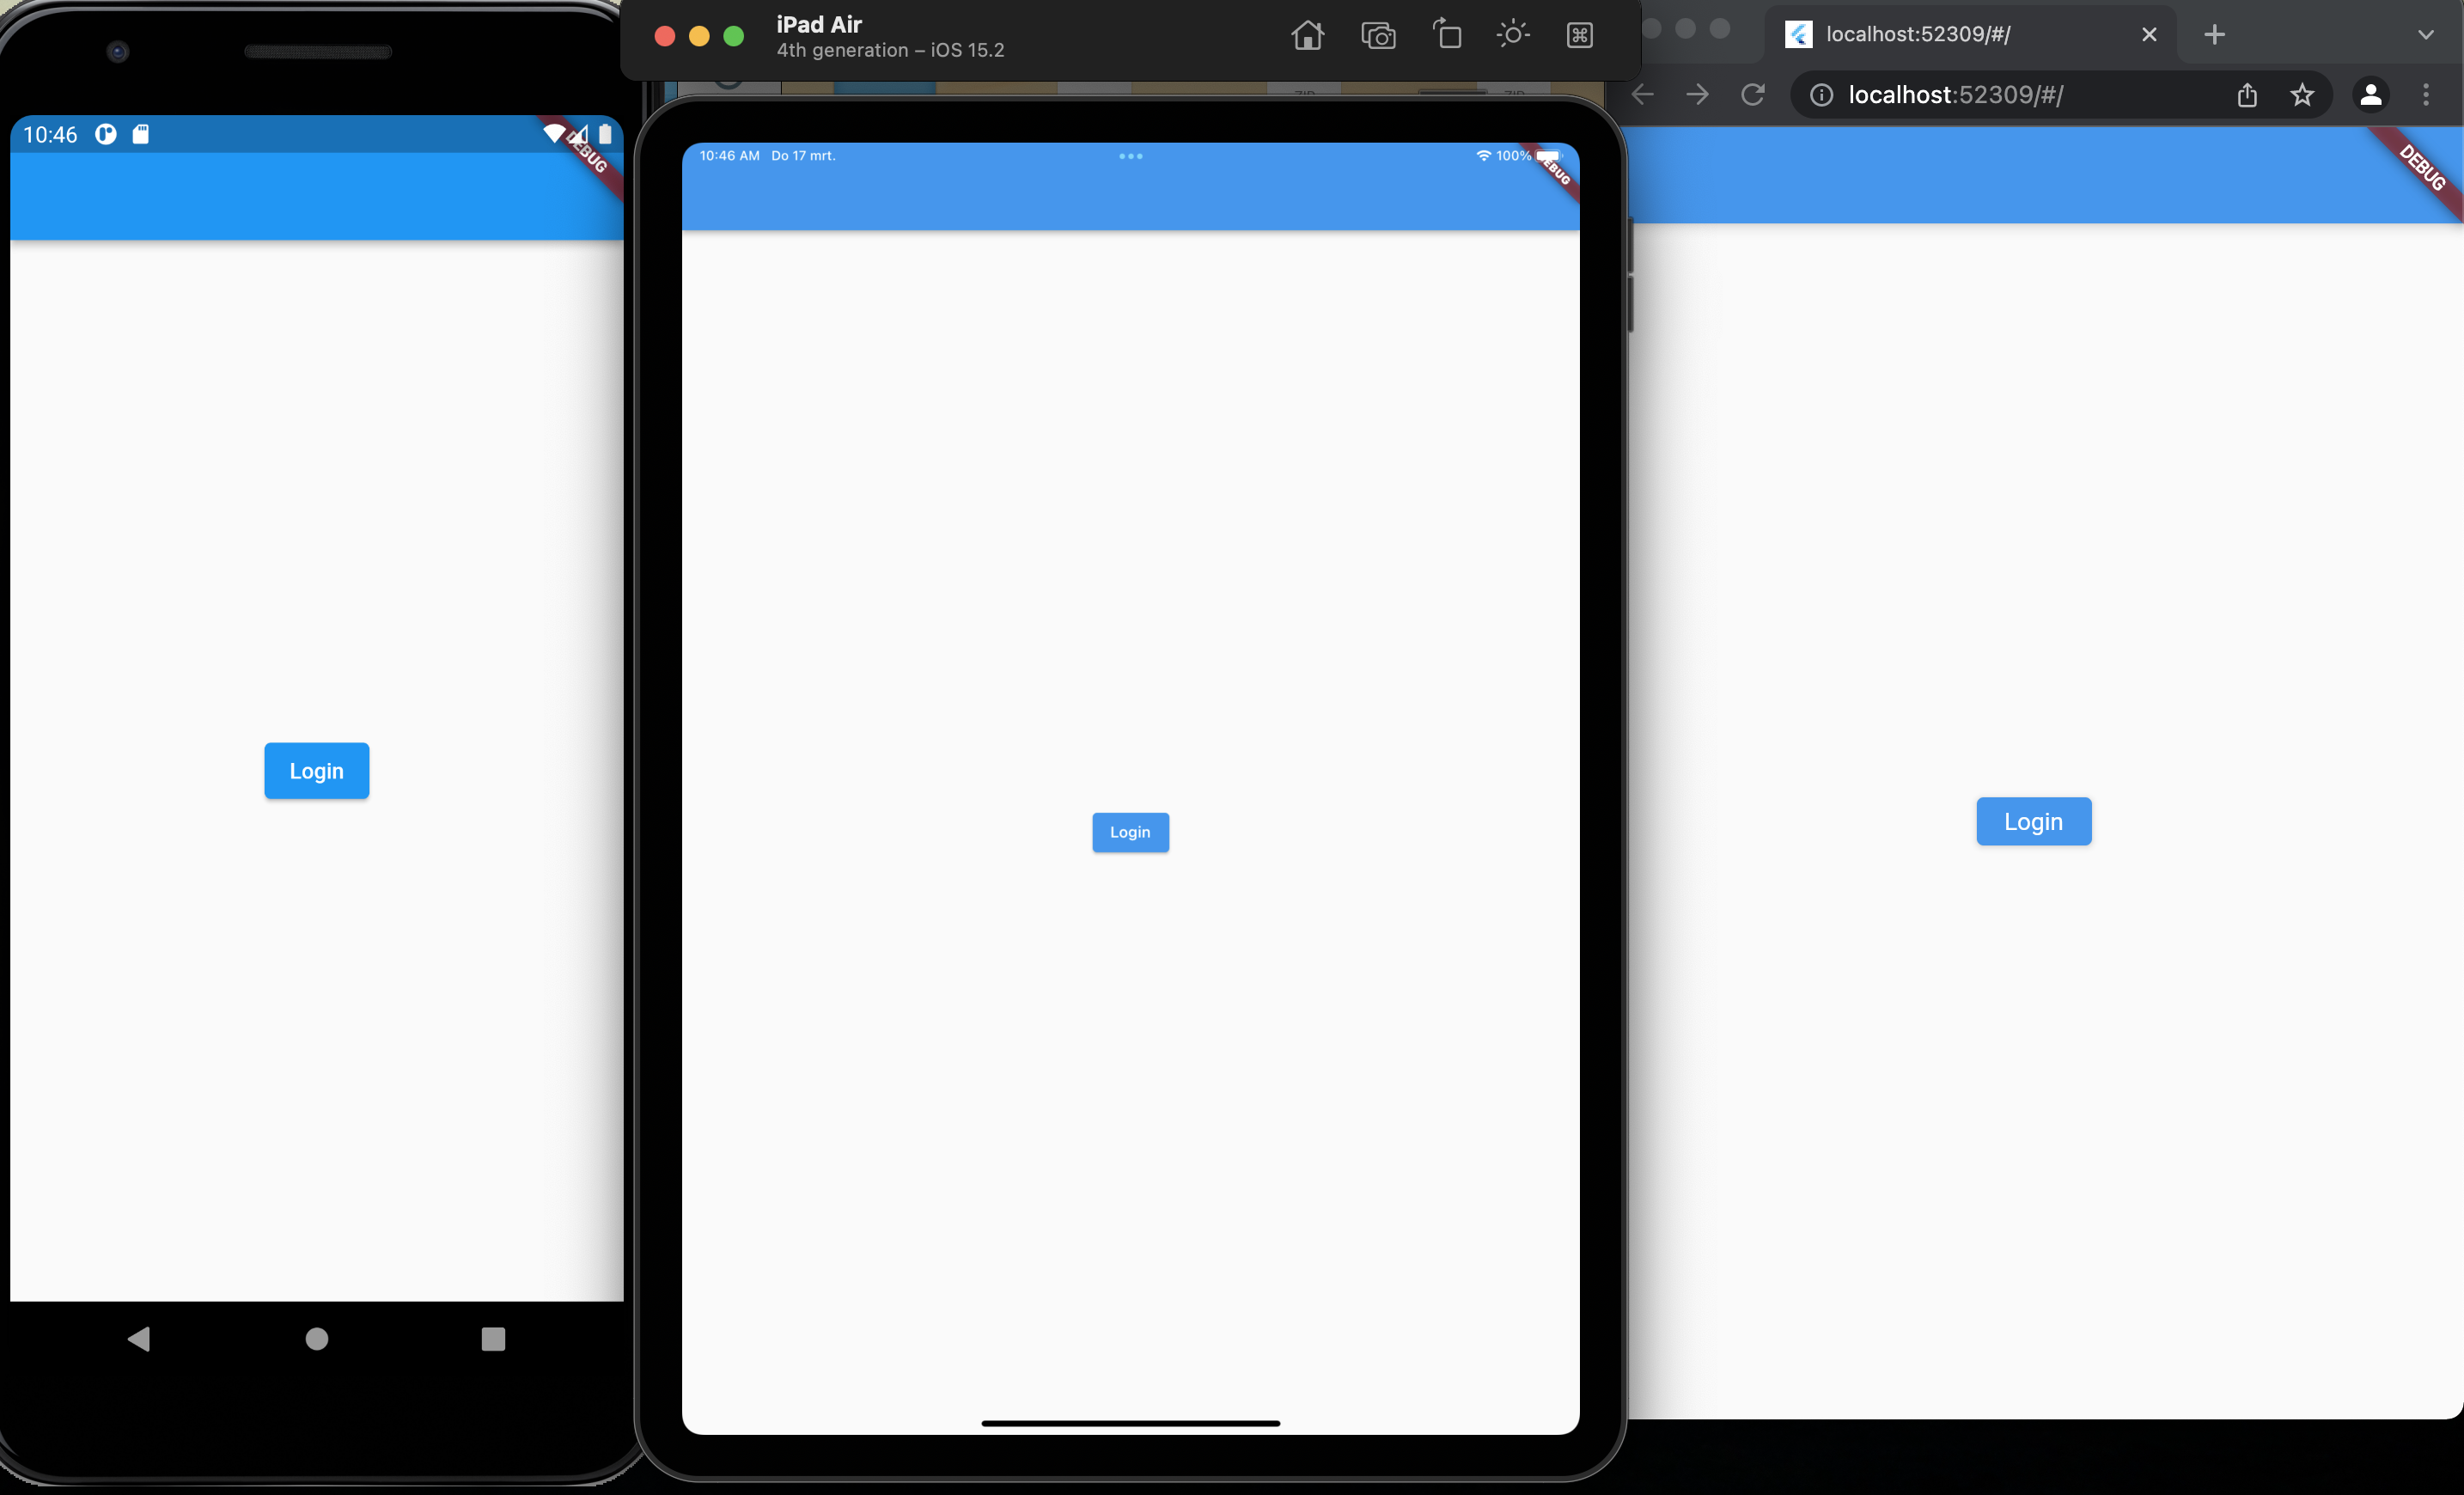 10:46
DEBUG
Login
iPad Air
4th generation – iOS 15.2
10:46 AM Do 17 mrt.
100%
DEBUG
Login
localhost:52309/#/
localhost:52309/#/
DEBUG
Login